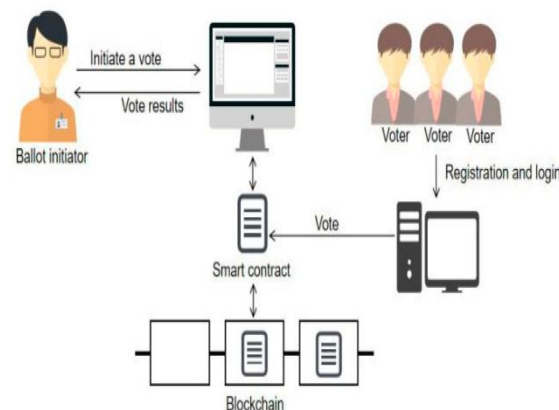 Initiate a vote
Vote results
Ballot initiator
Voter Voter Voter
Registration and login
Vote
Smart contract
Blockchain